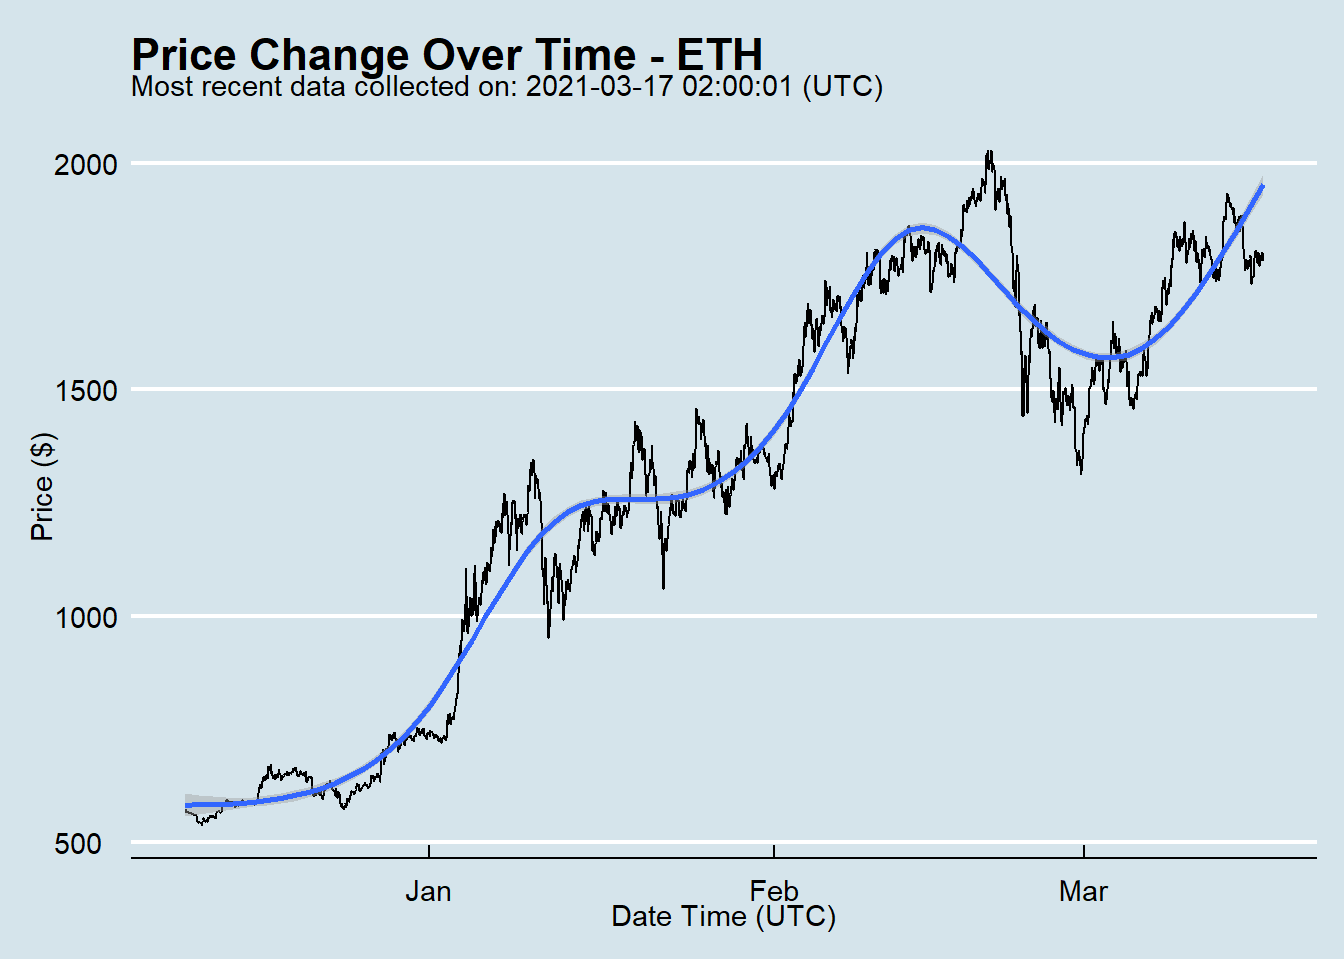 Price Change Over Time - ETH
Most recent data collected on: 2021-03-17 02:00:01 (UTC)
2000
1500
1000
500
Price ($)
Jan Feb Mar
Date Time (UTC)